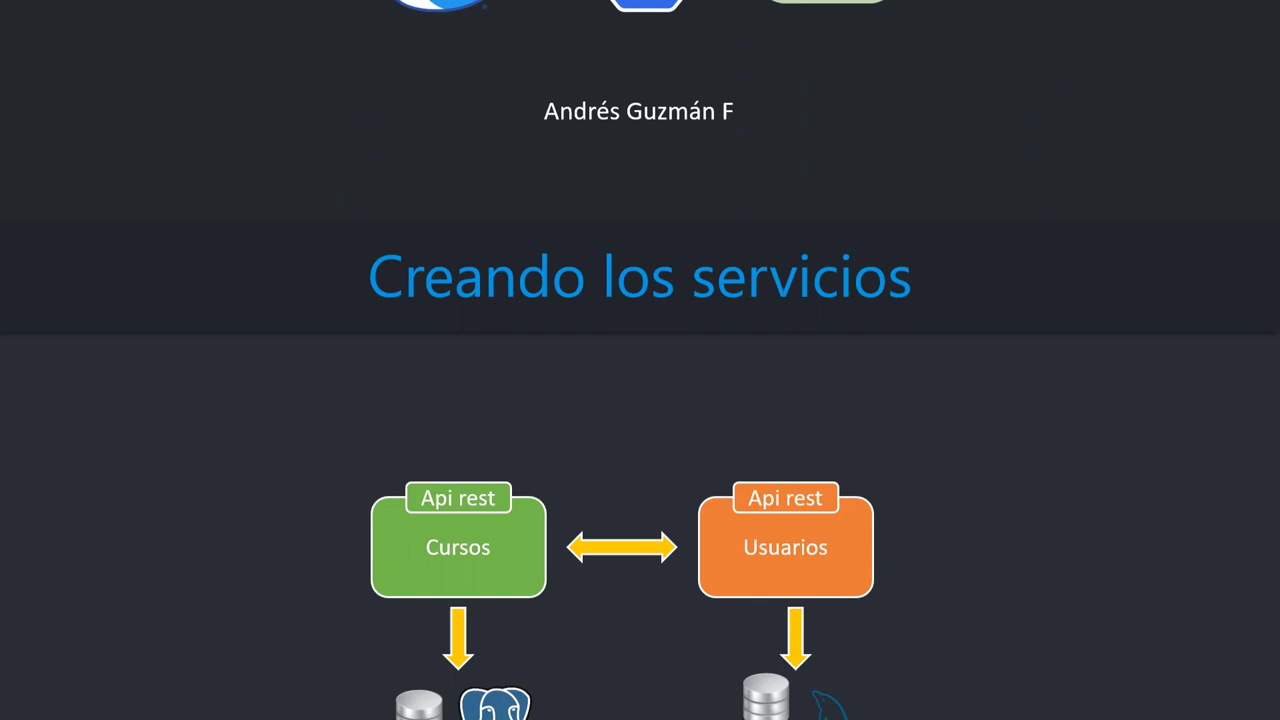 Andrés Guzmán F
Creando los servicios
Api rest
Cursos
Api rest
Usuarios